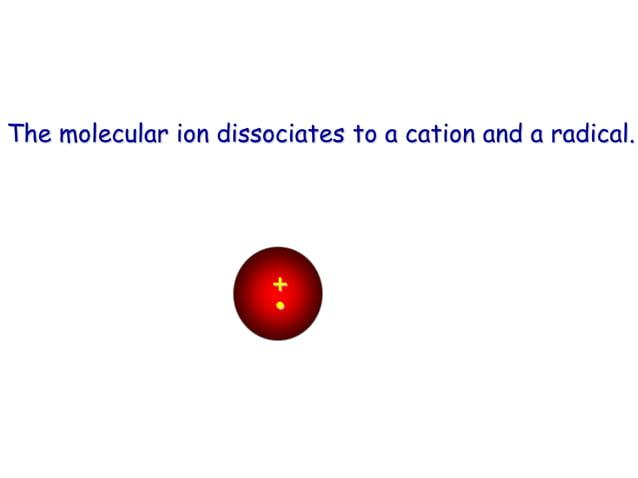 The molecular ion dissociates to a cation and a radical.
+
•